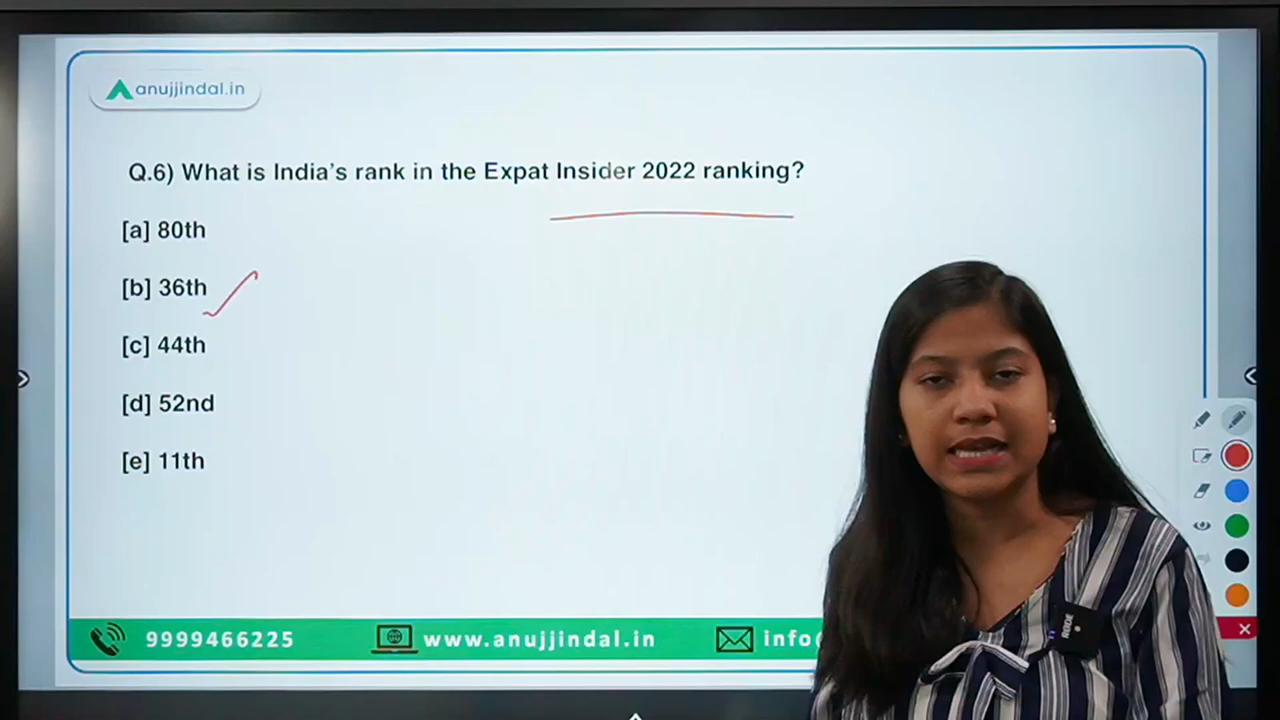 anujjindal.in
Q.6) What is India's rank in the Expat Insider 2022 ranking?
[a] 80th
[b] 36th
[c] 44th
[d] 52nd
[e] 11th
9999466225
www.anujjindal.in
info@
RODE